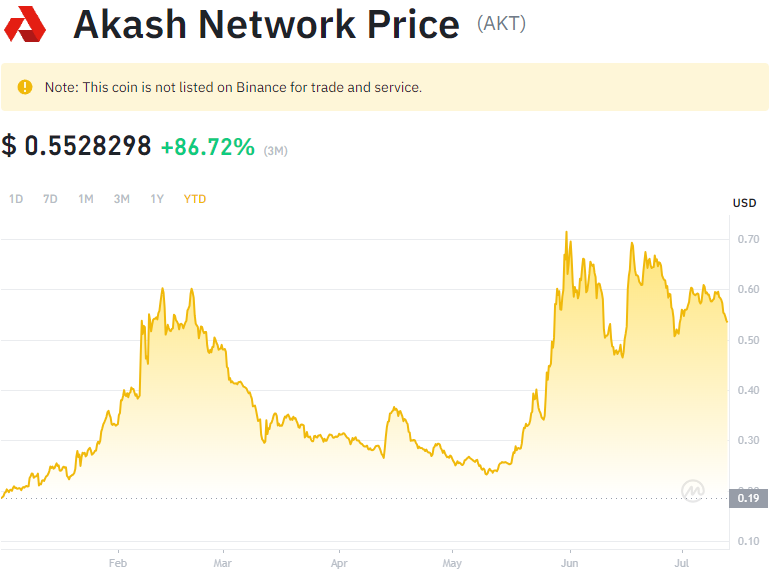 Akash Network Price (AKT)
Note: This coin is not listed on Binance for trade and service.
$ 0.5528298 +86.72% (3M)
1D 7D 1M 3M 1Y YTD
USD
0.70
0.60
0.50
0.40
0.30
0.19
0.10
Feb Mar Apr May Jun Jul